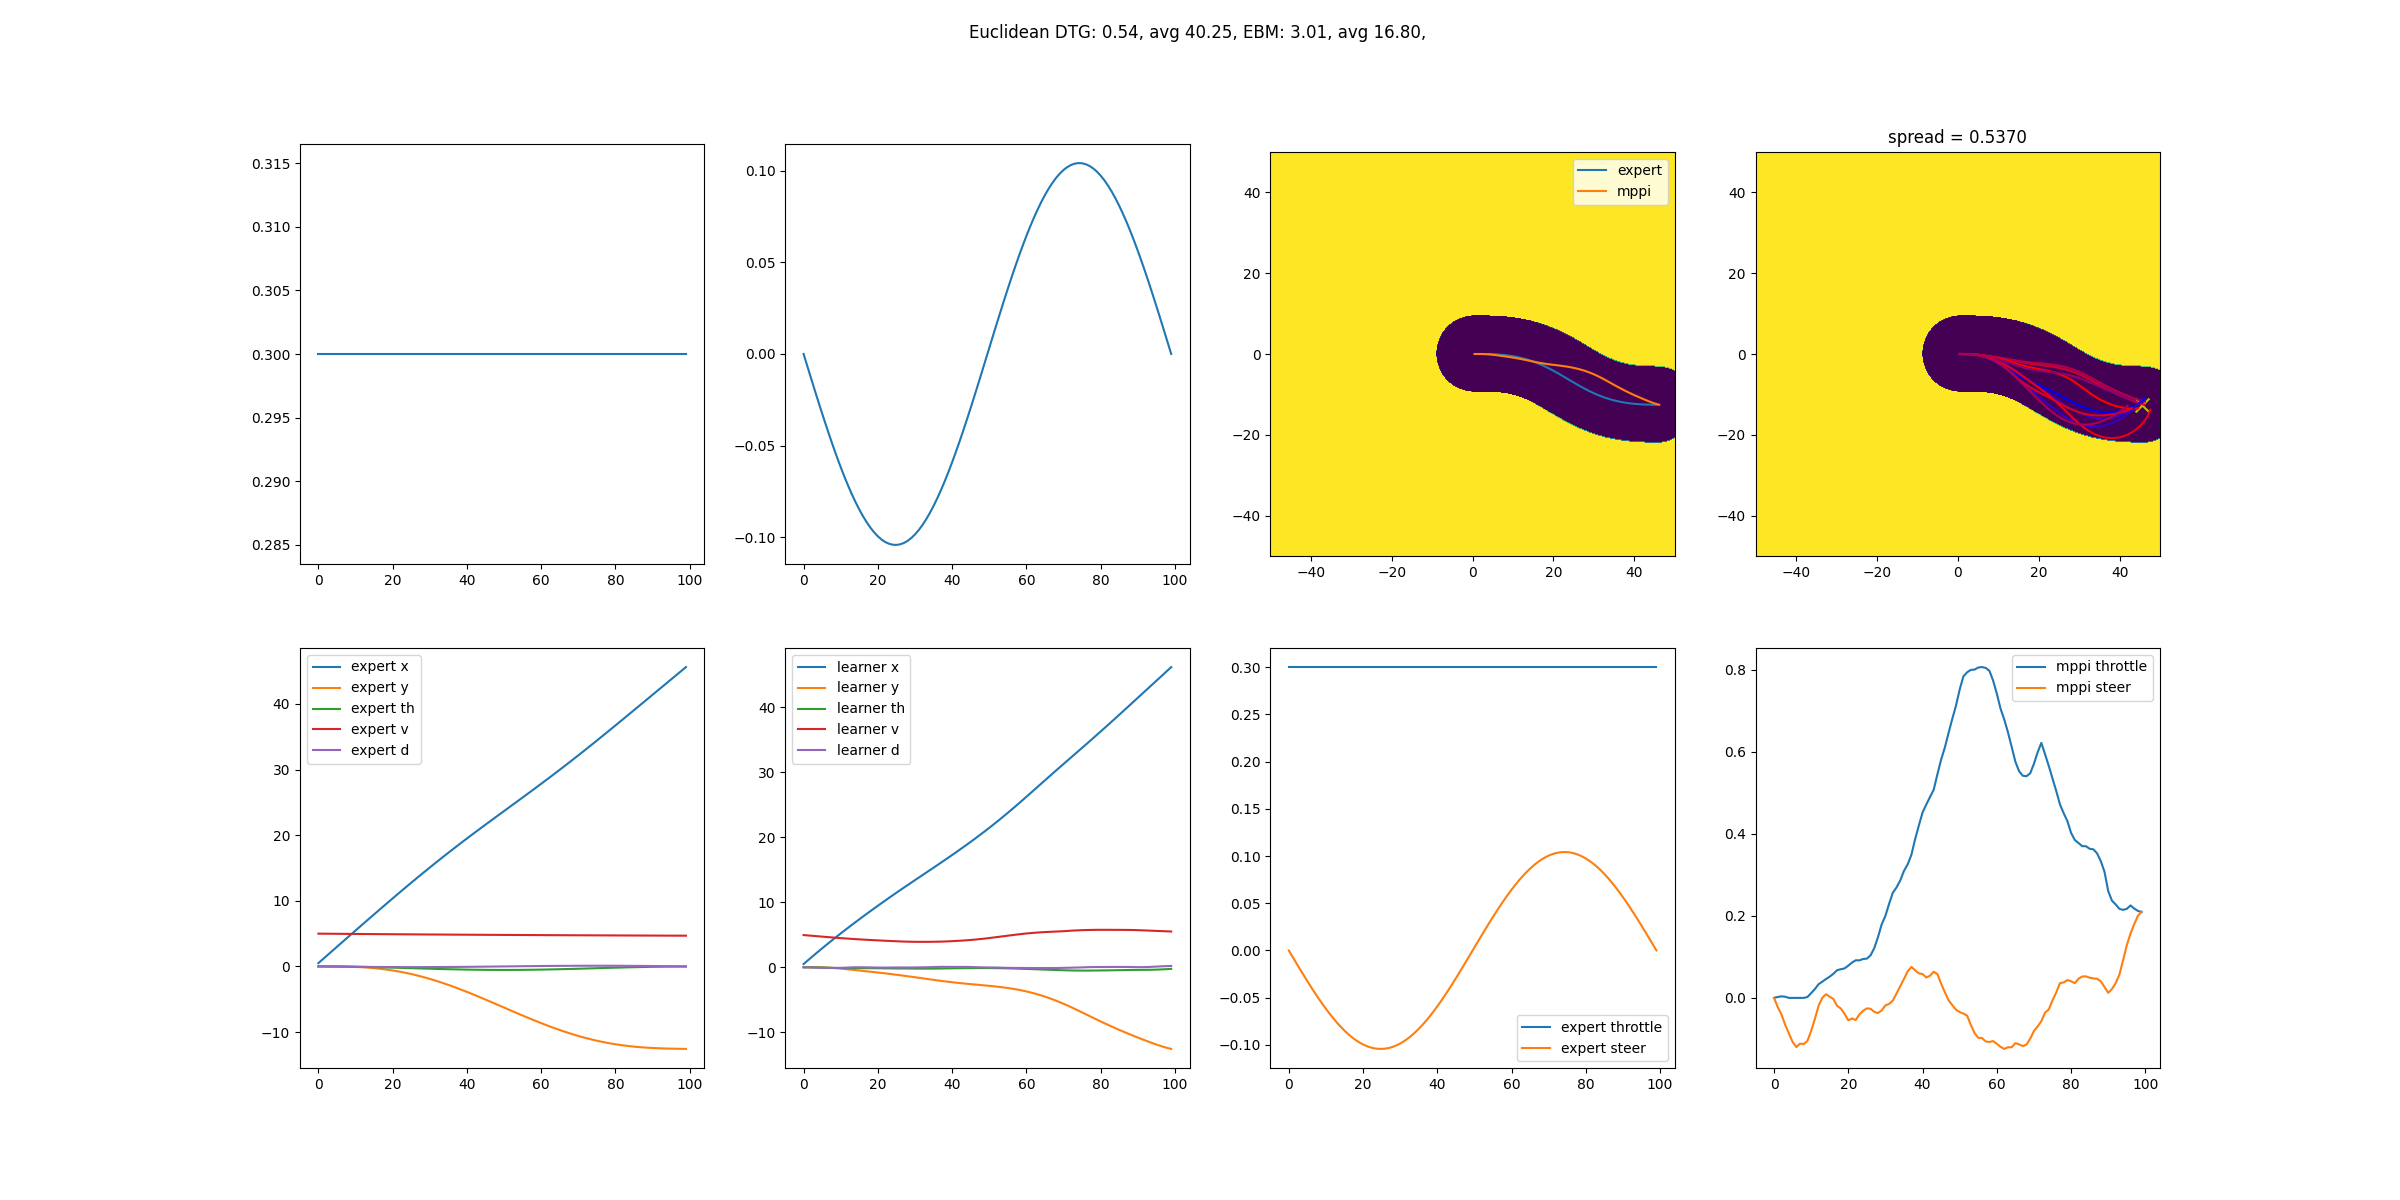 Euclidean DTG: 0.54, avg 40.25, EBM: 3.01, avg 16.80,
0.315
0.310
0.305
0.300
0.295
0.290
0.285
0 20 40 60 80 100
0.10
0.05
0.00
−0.05
−0.10
0 20 40 60 80 100
expert
mppi
40
20
0
−20
−40
−40 −20 0 20 40
spread = 0.5370
40
20
0
−20
−40
−40 −20 0 20 40
expert x
expert y
expert th
expert v
expert d
40
30
20
10
0
−10
0 20 40 60 80 100
learner x
learner y
learner th
learner v
learner d
40
30
20
10
0
−10
0 20 40 60 80 100
0.30
0.25
0.20
0.15
0.10
0.05
0.00
−0.05
−0.10
expert throttle
expert steer
0 20 40 60 80 100
mppi throttle
mppi steer
0.8
0.6
0.4
0.2
0.0
0 20 40 60 80 100